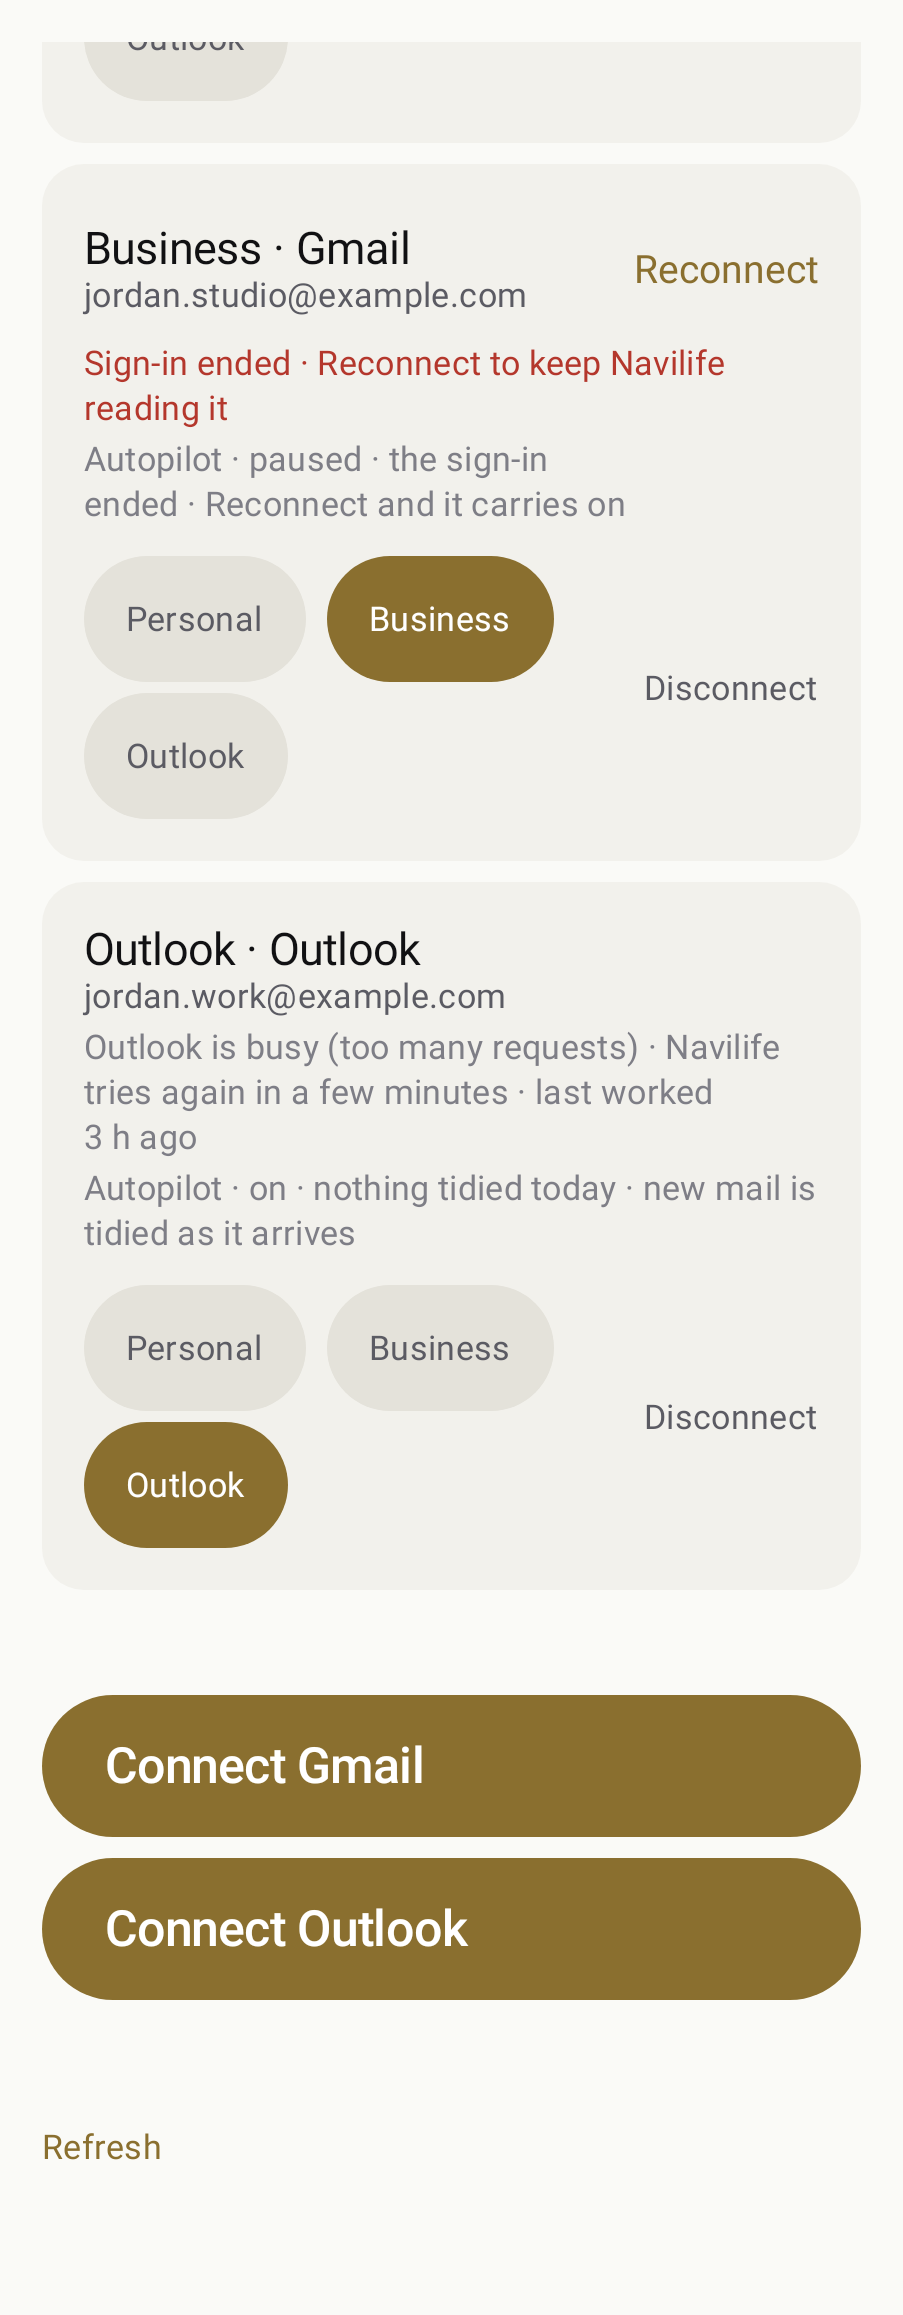 Outlook
Business · Gmail
jordan.studio@example.com
Reconnect
Sign-in ended · Reconnect to keep Navilife
reading it
Autopilot · paused · the sign-in
ended · Reconnect and it carries on
Personal
Business
Disconnect
Outlook
Outlook · Outlook
jordan.work@example.com
Outlook is busy (too many requests) · Navilife
tries again in a few minutes · last worked
3 h ago
Autopilot · on · nothing tidied today · new mail is
tidied as it arrives
Personal
Business
Disconnect
Outlook
Connect Gmail
Connect Outlook
Refresh